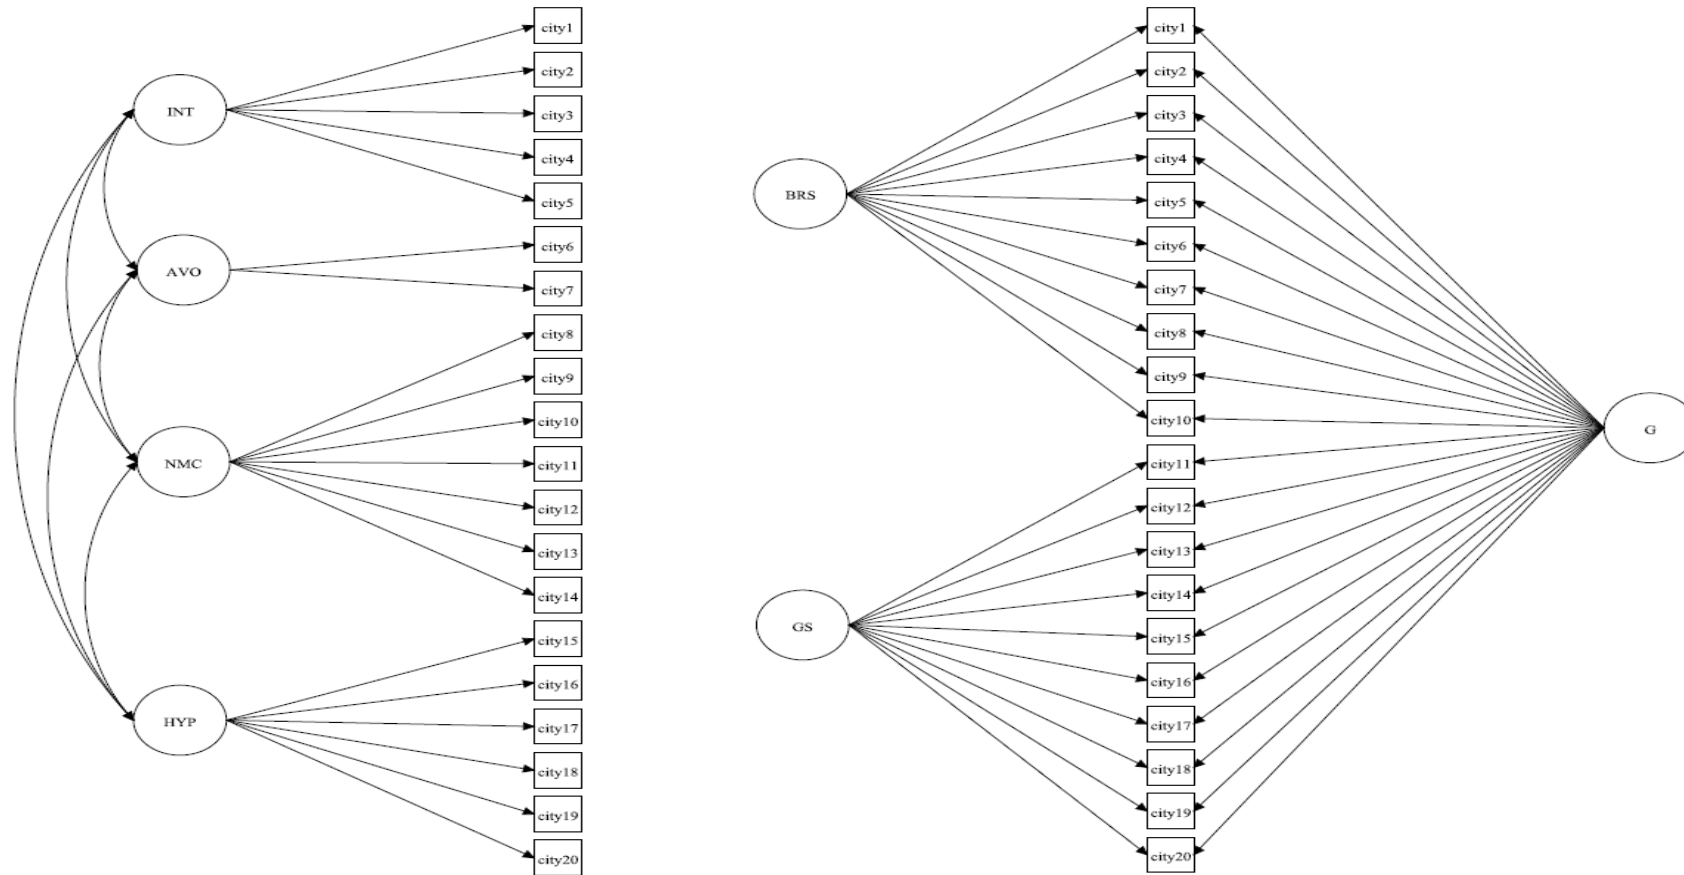 INT
AVO
NMC
HYP
city1
city2
city3
city4
city5
city6
city7
city8
city9
city10
city11
city12
city13
city14
city15
city16
city17
city18
city19
city20
BRS
GS
city1
city2
city3
city4
city5
city6
city7
city8
city9
city10
city11
city12
city13
city14
city15
city16
city17
city18
city19
city20
G